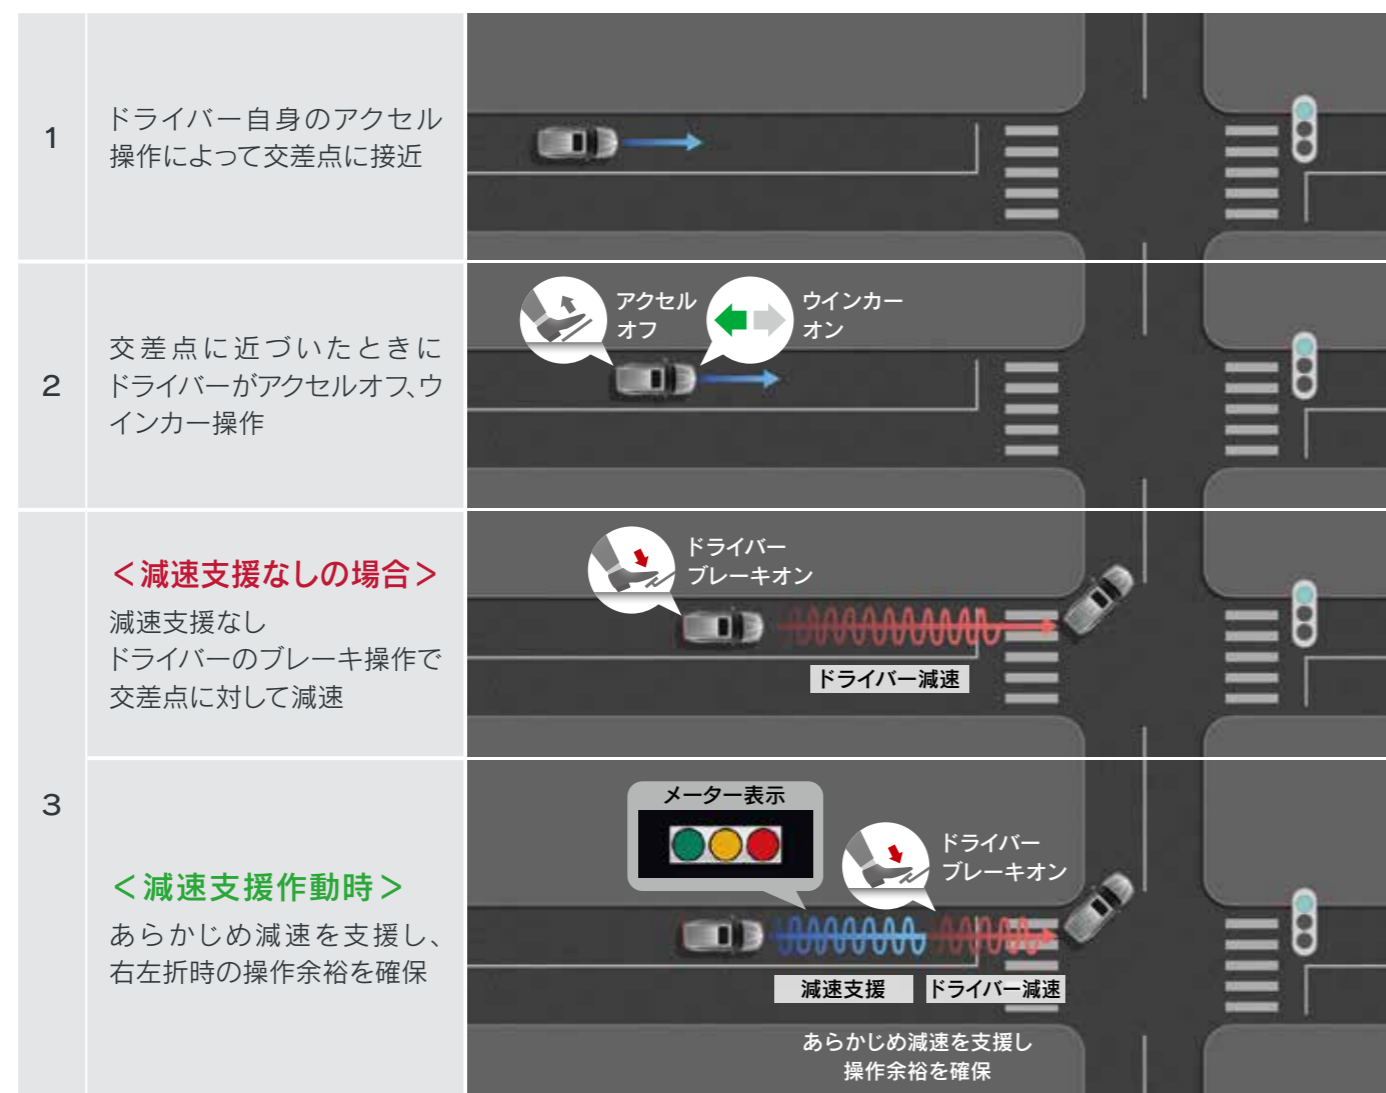 1
ドライバー自身のアクセル
操作によって交差点に接近
2
交差点に近づいたときに
ドライバーがアクセルオフ、ウ
インカー操作
アクセル
オフ
ウインカー
オン
3
＜減速支援なしの場合＞
減速支援なし
ドライバーのブレーキ操作で
交差点に対して減速
ドライバー
ブレーキオン
ドライバー減速
＜減速支援作動時＞
あらかじめ減速を支援し、
右左折時の操作余裕を確保
メーター表示
ドライバー
ブレーキオン
減速支援
ドライバー減速
あらかじめ減速を支援し
操作余裕を確保